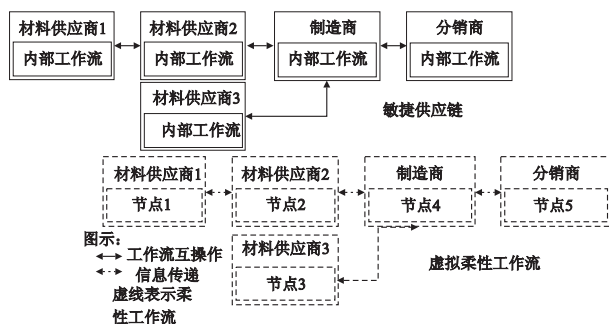 材料供应商1 材料供应商2 制造商 分销商
内部工作流 内部工作流 内部工作流 内部工作流
材料供应商3
内部工作流
敏捷供应链
材料供应商1 材料供应商2 制造商 分销商
节点1 节点2 节点4 节点5
图示：
工作流互操作
信息传递
虚线表示柔
性工作流
材料供应商3
节点3
虚拟柔性工作流